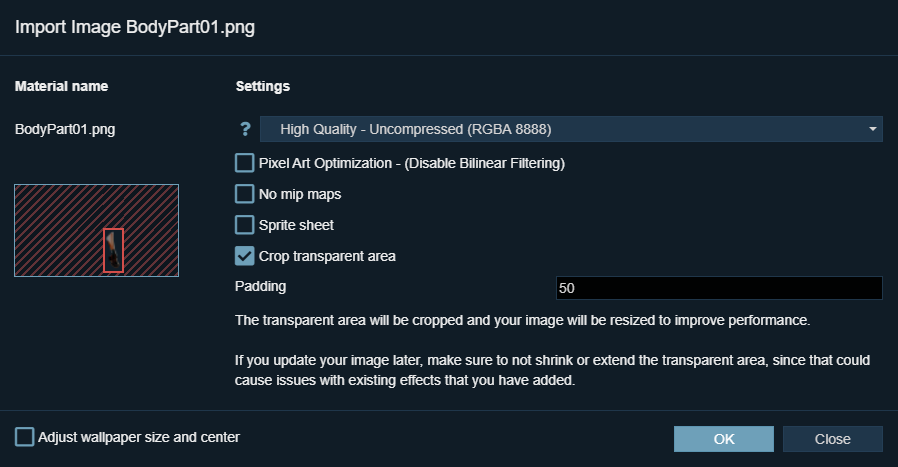 Import Image BodyPart01.png
Material name
Settings
BodyPart01.png
?
High Quality - Uncompressed (RGBA 8888)
Pixel Art Optimization - (Disable Bilinear Filtering)
No mip maps
Sprite sheet
Crop transparent area
Padding
50
The transparent area will be cropped and your image will be resized to improve performance.
If you update your image later, make sure to not shrink or extend the transparent area, since that could
cause issues with existing effects that you have added.
Adjust wallpaper size and center
OK
Close